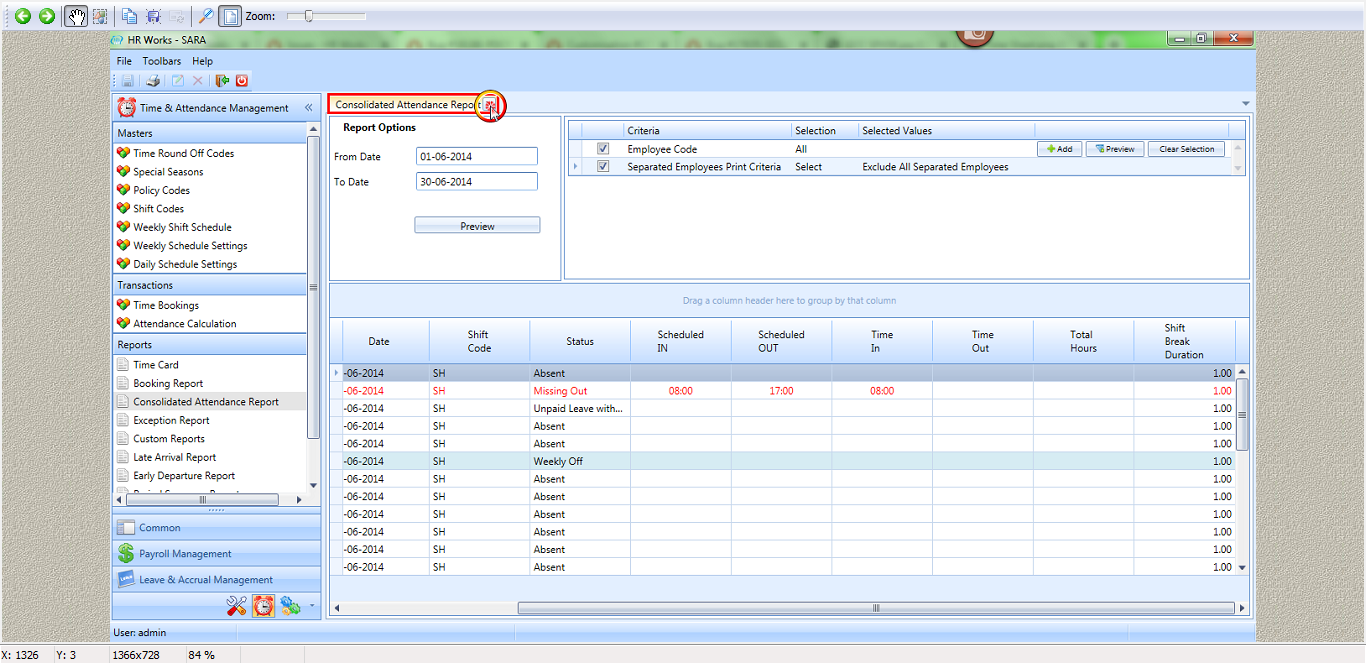 Zoom:
HR Works - SARA
File Toolbars Help
Time & Attendance Management «
Masters
Time Round Off Codes
Special Seasons
Policy Codes
Shift Codes
Weekly Shift Schedule
Weekly Schedule Settings
Daily Schedule Settings
Transactions
Time Bookings
Attendance Calculation
Reports
Time Card
Booking Report
Consolidated Attendance Report
Exception Report
Custom Reports
Late Arrival Report
Early Departure Report
Common
Payroll Management
Leave & Accrual Management
Consolidated Attendance Report
Report Options
From Date 01-06-2014
To Date 30-06-2014
Preview
Criteria Selection Selected Values
Employee Code All Add Preview Clear Selection
Separated Employees Print Criteria Select Exclude All Separated Employees
Drag a column header here to group by that column
Date Shift Code Status Scheduled IN Scheduled OUT Time In Time Out Total Hours Shift Break Duration
-06-2014 SH Absent 1.00
-06-2014 SH Missing Out 08:00 17:00 08:00 1.00
-06-2014 SH Unpaid Leave with... 1.00
-06-2014 SH Absent 1.00
-06-2014 SH Absent 1.00
-06-2014 SH Weekly Off 1.00
-06-2014 SH Absent 1.00
-06-2014 SH Absent 1.00
-06-2014 SH Absent 1.00
-06-2014 SH Absent 1.00
-06-2014 SH Absent 1.00
-06-2014 SH Absent 1.00
User: admin
X: 1326 Y: 3 1366x728 84 %